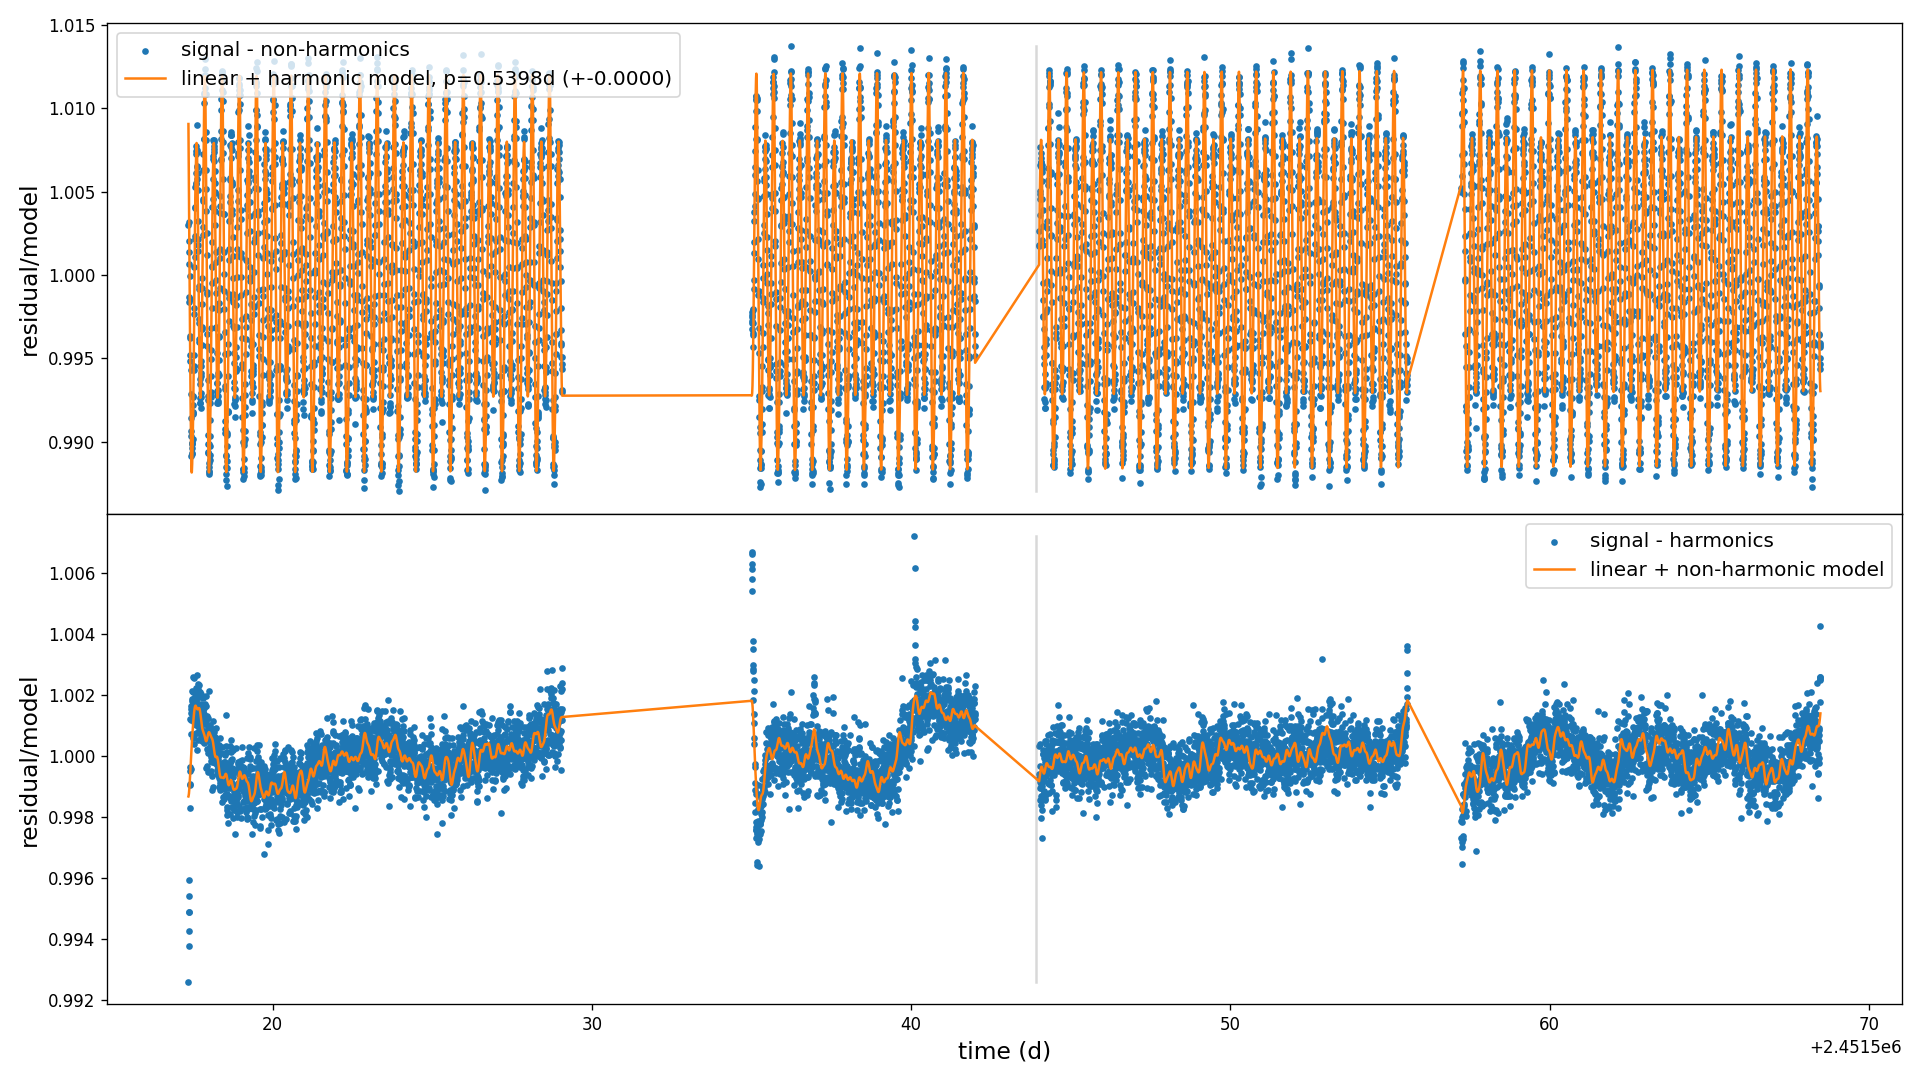 1.015
1.010
1.005
1.000
0.995
0.990
residual/model
signal - non-harmonics
linear + harmonic model, p=0.5398d (+-0.0000)
1.006
1.004
1.002
1.000
0.998
0.996
0.994
0.992
residual/model
signal - harmonics
linear + non-harmonic model
20
30
40
50
60
70
+2.4515e6
time (d)